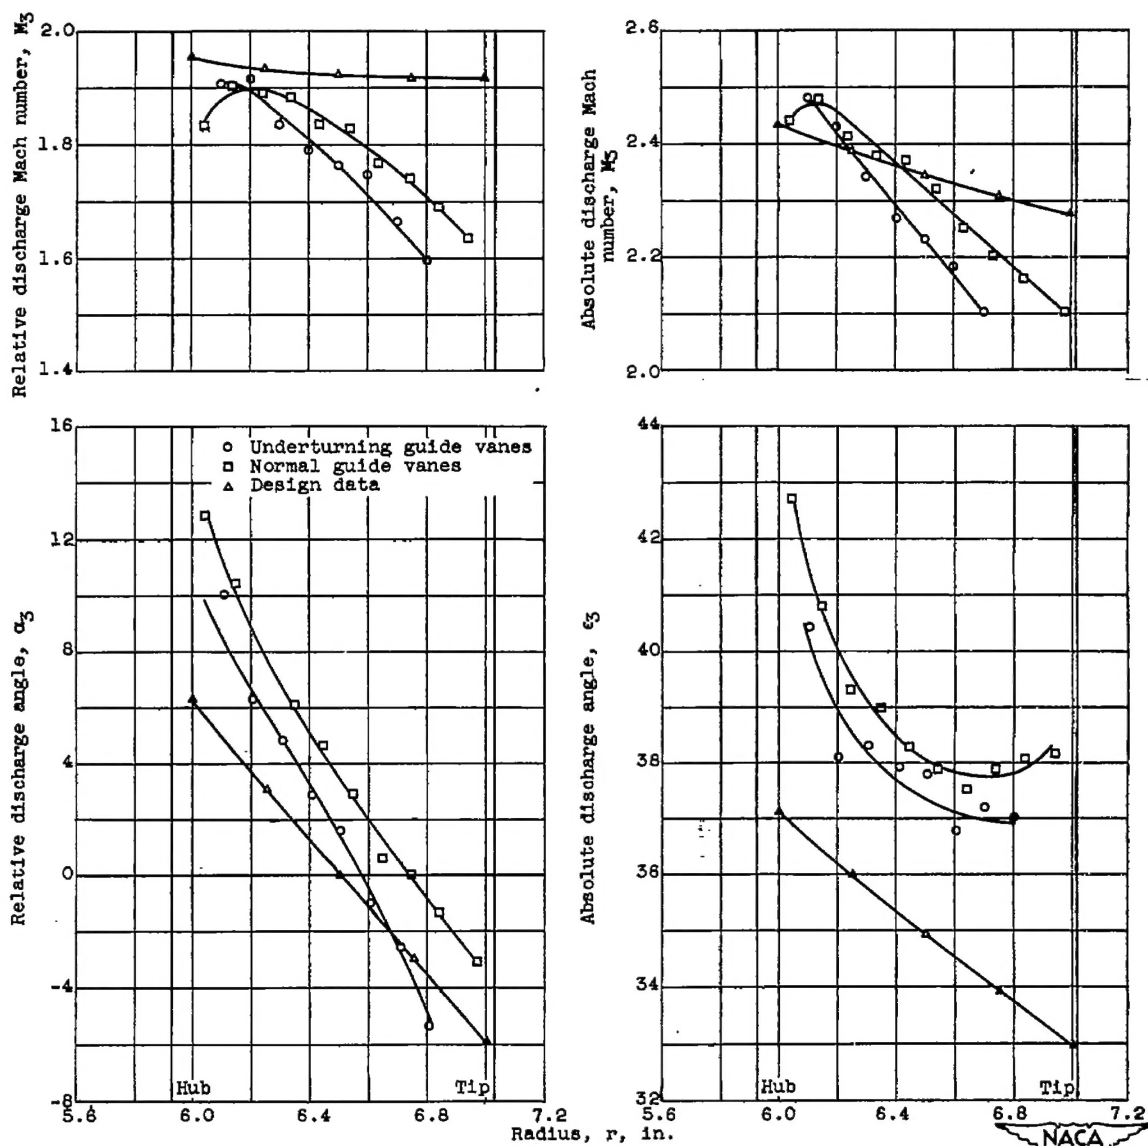 Relative discharge Mach number, M3
2.0
1.8
1.6
1.4
Absolute discharge Mach
number, M3
2.6
2.4
2.2
2.0
Relative discharge angle, α3
16
12
8
4
0
-4
-8
○ Underturning guide vanes
□ Normal guide vanes
△ Design data
Hub
Tip
5.6
6.0
6.4
6.8
7.2
Absolute discharge angle, ε3
44
42
40
38
36
34
32
Hub
Tip
5.6
6.0
6.4
6.8
7.2
Radius, r, in.
NACA